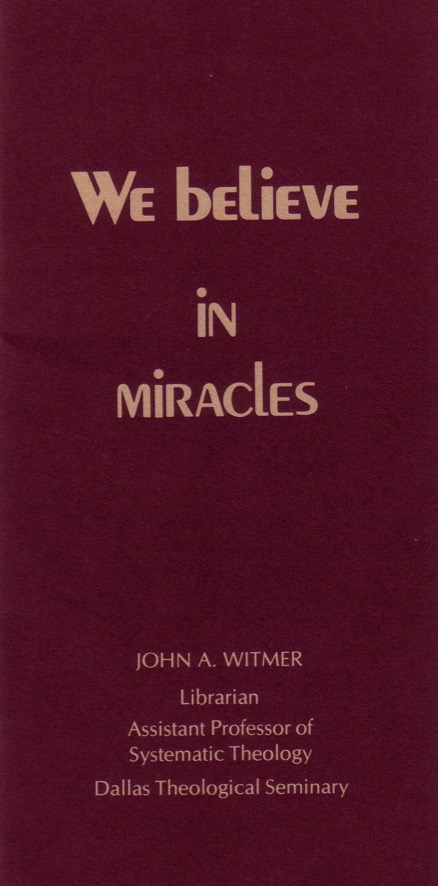 We believe
in
miracles
JOHN A. WITMER
Librarian
Assistant Professor of
Systematic Theology
Dallas Theological Seminary